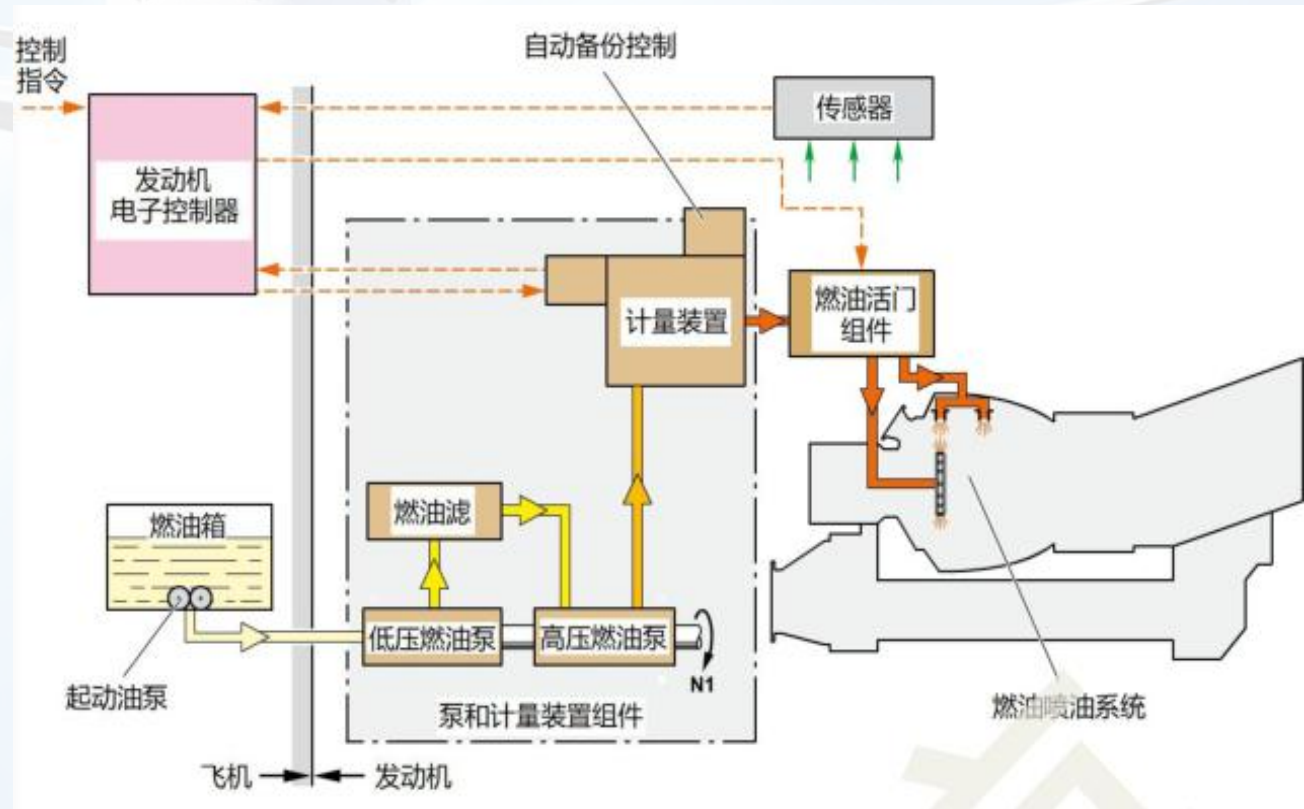 控制
指令
自动备份控制
传感器
发动机
电子控制器
计量装置
燃油活门
组件
燃油滤
燃油箱
低压燃油泵
高压燃油泵
N1
起动油泵
泵和计量装置组件
燃油喷油系统
飞机
发动机